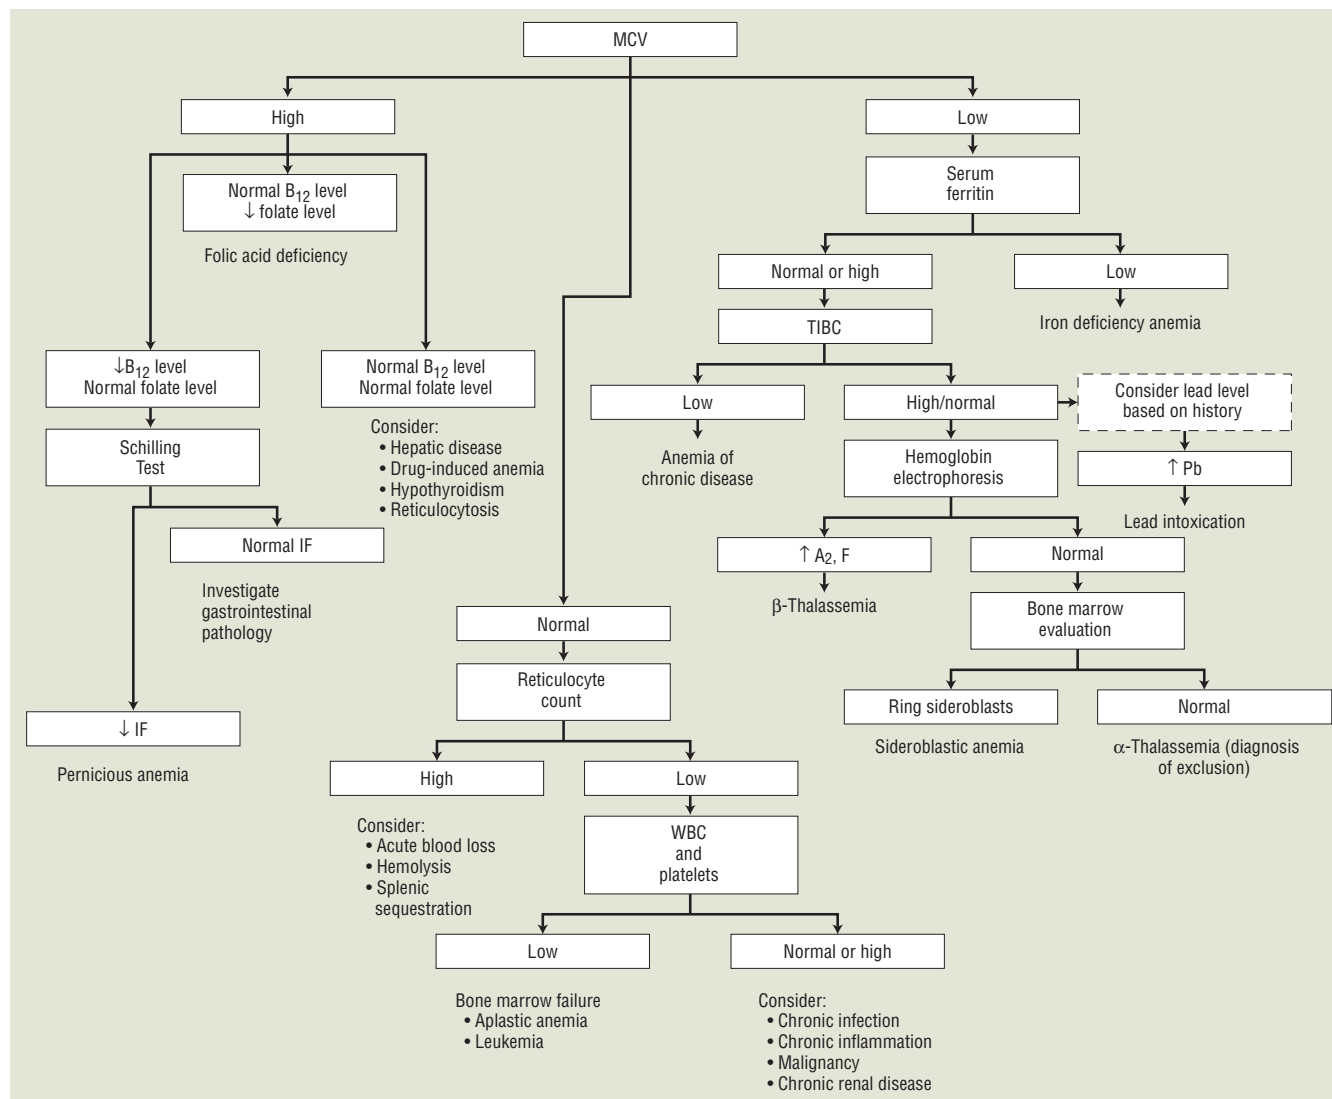 MCV
High
Low
Normal B12 level
↓ folate level
Folic acid deficiency
Serum
ferritin
Normal or high
Low
TIBC
Iron deficiency anemia
↓B12 level
Normal folate level
Normal B12 level
Normal folate level
Low
High/normal
Consider lead level
based on history
Schilling
Test
Consider:
• Hepatic disease
• Drug-induced anemia
• Hypothyroidism
• Reticulocytosis
Anemia of
chronic disease
Hemoglobin
electrophoresis
↑ Pb
Lead intoxication
Normal IF
Investigate
gastrointestinal
pathology
↑ A2, F
Normal
β-Thalassemia
Normal
Bone marrow
evaluation
Reticulocyte
count
Ring sideroblasts
Normal
↓ IF
Pernicious anemia
Sideroblastic anemia
α-Thalassemia (diagnosis
of exclusion)
High
Low
Consider:
• Acute blood loss
• Hemolysis
• Splenic
sequestration
WBC
and
platelets
Low
Normal or high
Bone marrow failure
• Aplastic anemia
• Leukemia
Consider:
• Chronic infection
• Chronic inflammation
• Malignancy
• Chronic renal disease